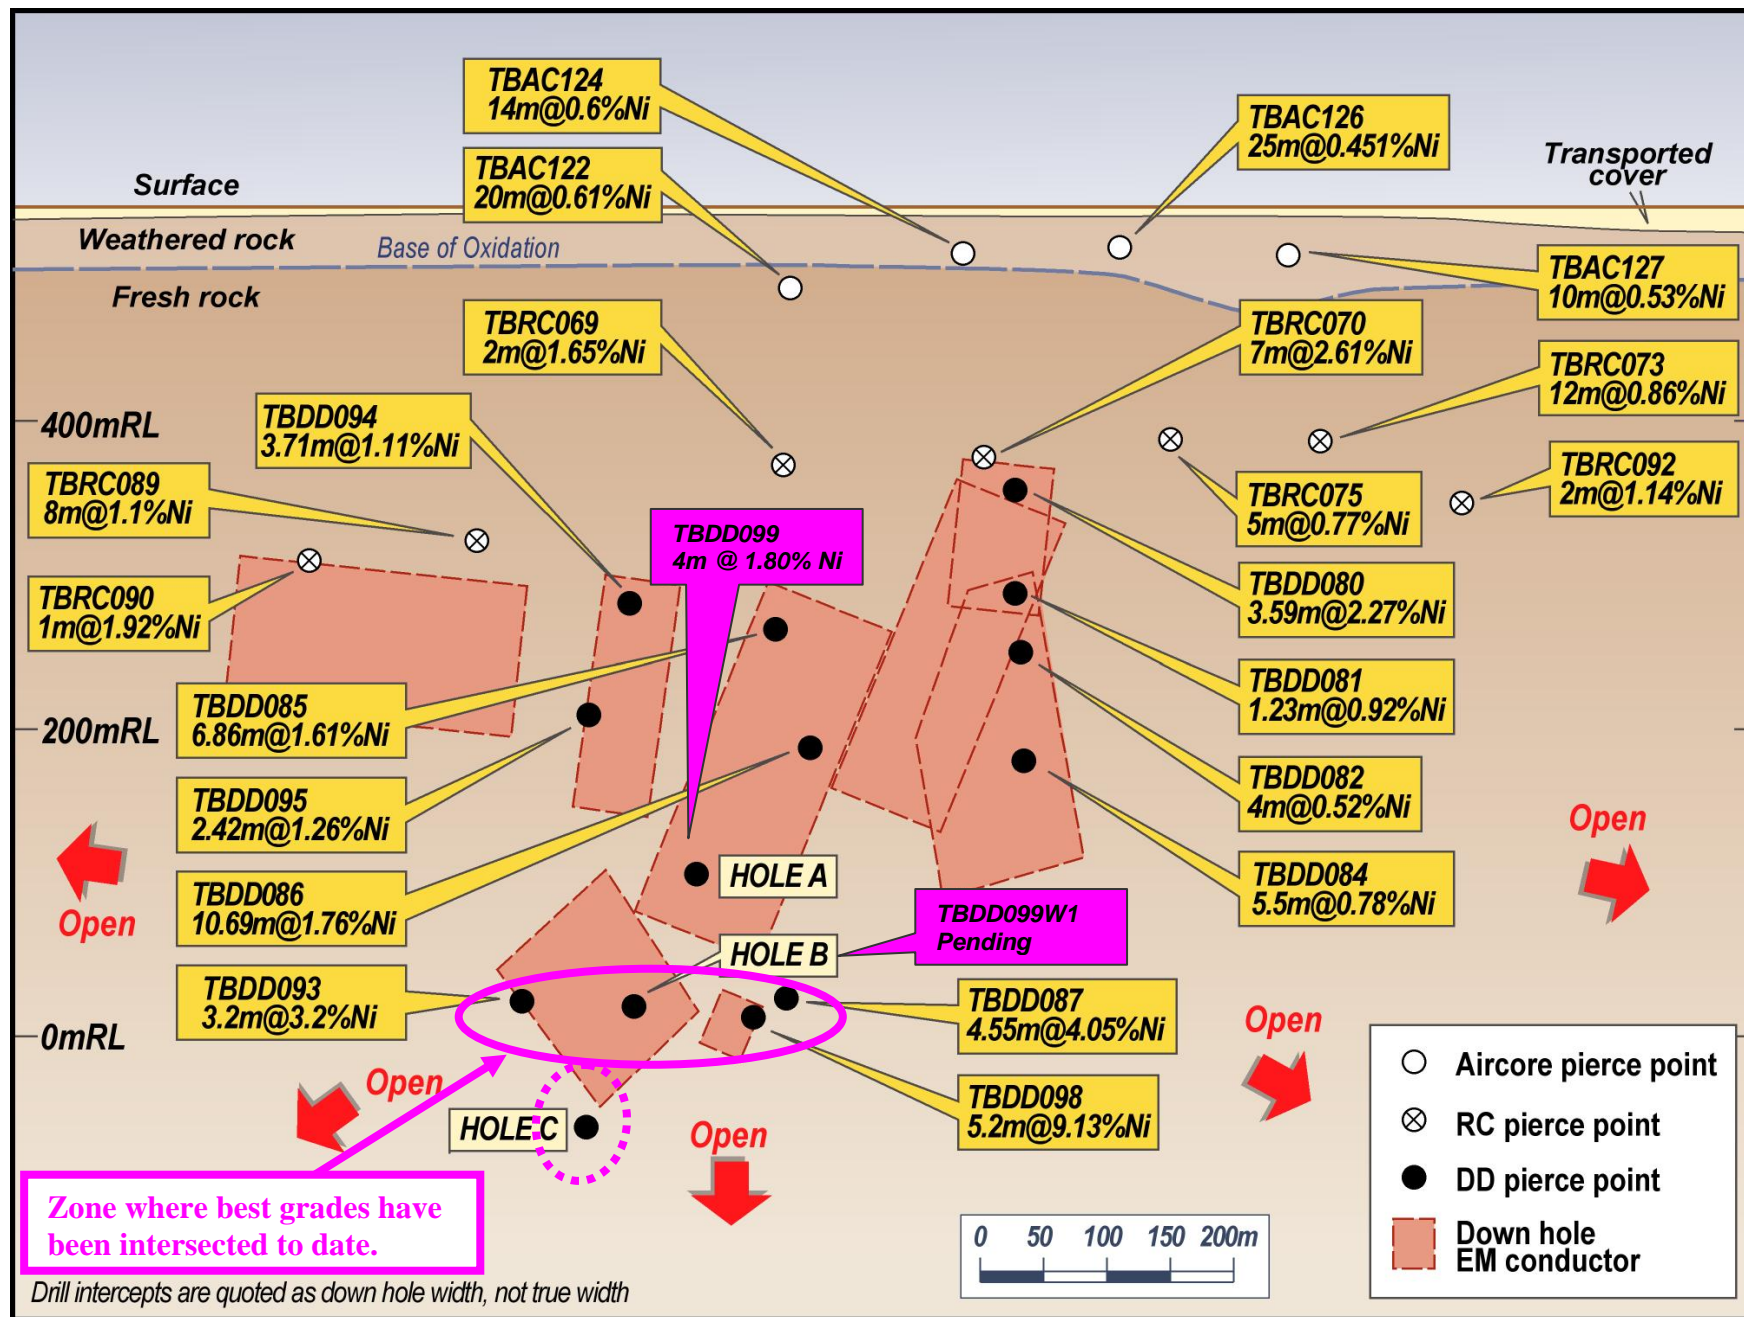 TBAC124
14m@0.6%Ni
TBAC126
25m@0.451%Ni
TBAC122
20m@0.61%Ni
Transported
cover
Surface
Weathered rock
Base of Oxidation
Fresh rock
TBAC127
10m@0.53%Ni
TBRC069
2m@1.65%Ni
TBRC070
7m@2.61%Ni
TBRC073
12m@0.86%Ni
400mRL
TBDD094
3.71m@1.11%Ni
TBRC089
8m@1.1%Ni
TBRC092
2m@1.14%Ni
TBRC075
5m@0.77%Ni
TBDD099
4m @ 1.80% Ni
TBRC090
1m@1.92%Ni
TBDD080
3.59m@2.27%Ni
TBDD085
6.86m@1.61%Ni
TBDD081
1.23m@0.92%Ni
200mRL
TBDD095
2.42m@1.26%Ni
TBDD082
4m@0.52%Ni
Open
TBDD086
10.69m@1.76%Ni
HOLE A
TBDD084
5.5m@0.78%Ni
Open
TBDD099W1
Pending
HOLE B
TBDD093
3.2m@3.2%Ni
TBDD087
4.55m@4.05%Ni
Open
0mRL
Open
TBDD098
5.2m@9.13%Ni
HOLE C
Open
Zone where best grades have
been intersected to date.
0 50 100 150 200m
Aircore pierce point
RC pierce point
DD pierce point
Down hole
EM conductor
Drill intercepts are quoted as down hole width, not true width